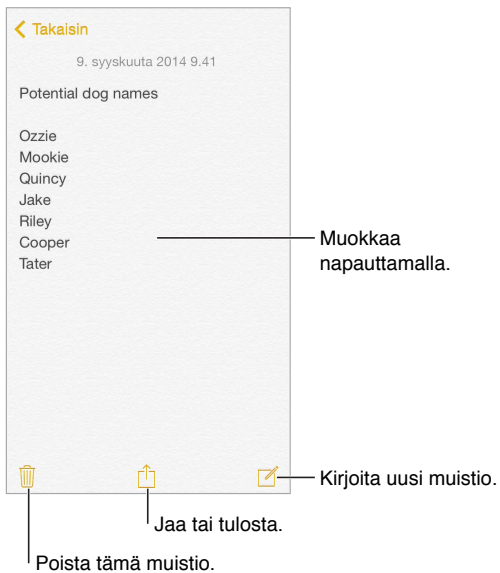 Takaisin
9. syyskuuta 2014 9.41
Potential dog names
Ozzie
Mookie
Quincy
Jake
Riley
Cooper
Tater
Muokkaa
napauttamalla.
Kirjoita uusi muistio.
Jaa tai tulosta.
Poista tämä muistio.